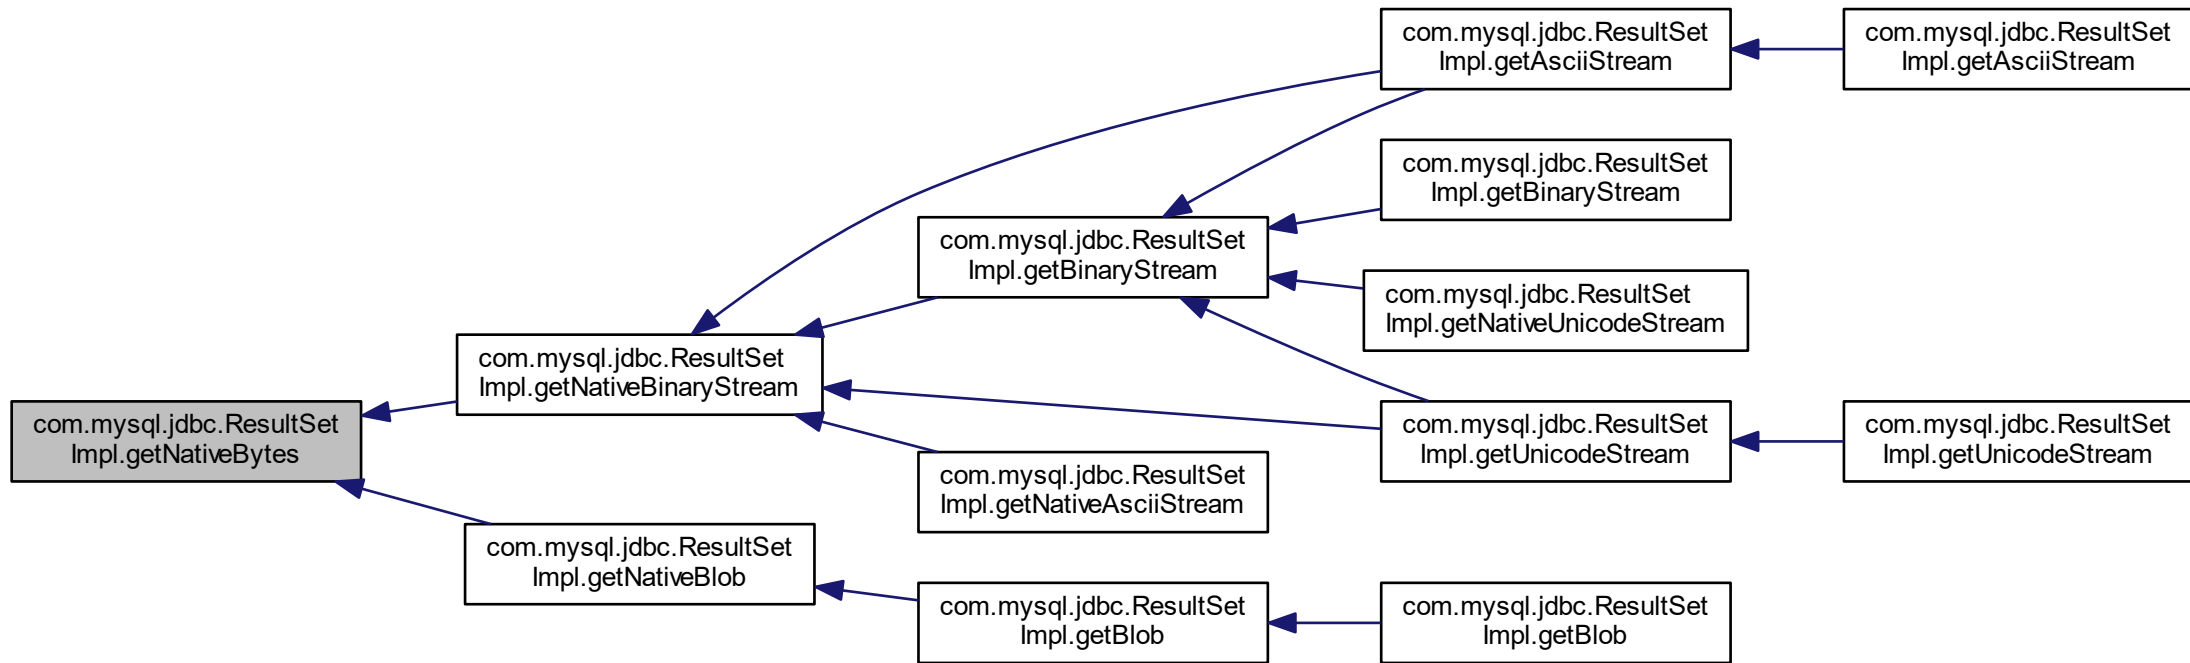 com.mysql.jdbc.ResultSet
Impl.getNativeBytes
com.mysql.jdbc.ResultSet
Impl.getNativeBinaryStream
com.mysql.jdbc.ResultSet
Impl.getNativeBlob
com.mysql.jdbc.ResultSet
Impl.getBinaryStream
com.mysql.jdbc.ResultSet
Impl.getNativeAsciiStream
com.mysql.jdbc.ResultSet
Impl.getBlob
com.mysql.jdbc.ResultSet
Impl.getAsciiStream
com.mysql.jdbc.ResultSet
Impl.getBinaryStream
com.mysql.jdbc.ResultSet
Impl.getNativeUnicodeStream
com.mysql.jdbc.ResultSet
Impl.getUnicodeStream
com.mysql.jdbc.ResultSet
Impl.getBlob
com.mysql.jdbc.ResultSet
Impl.getAsciiStream
com.mysql.jdbc.ResultSet
Impl.getUnicodeStream